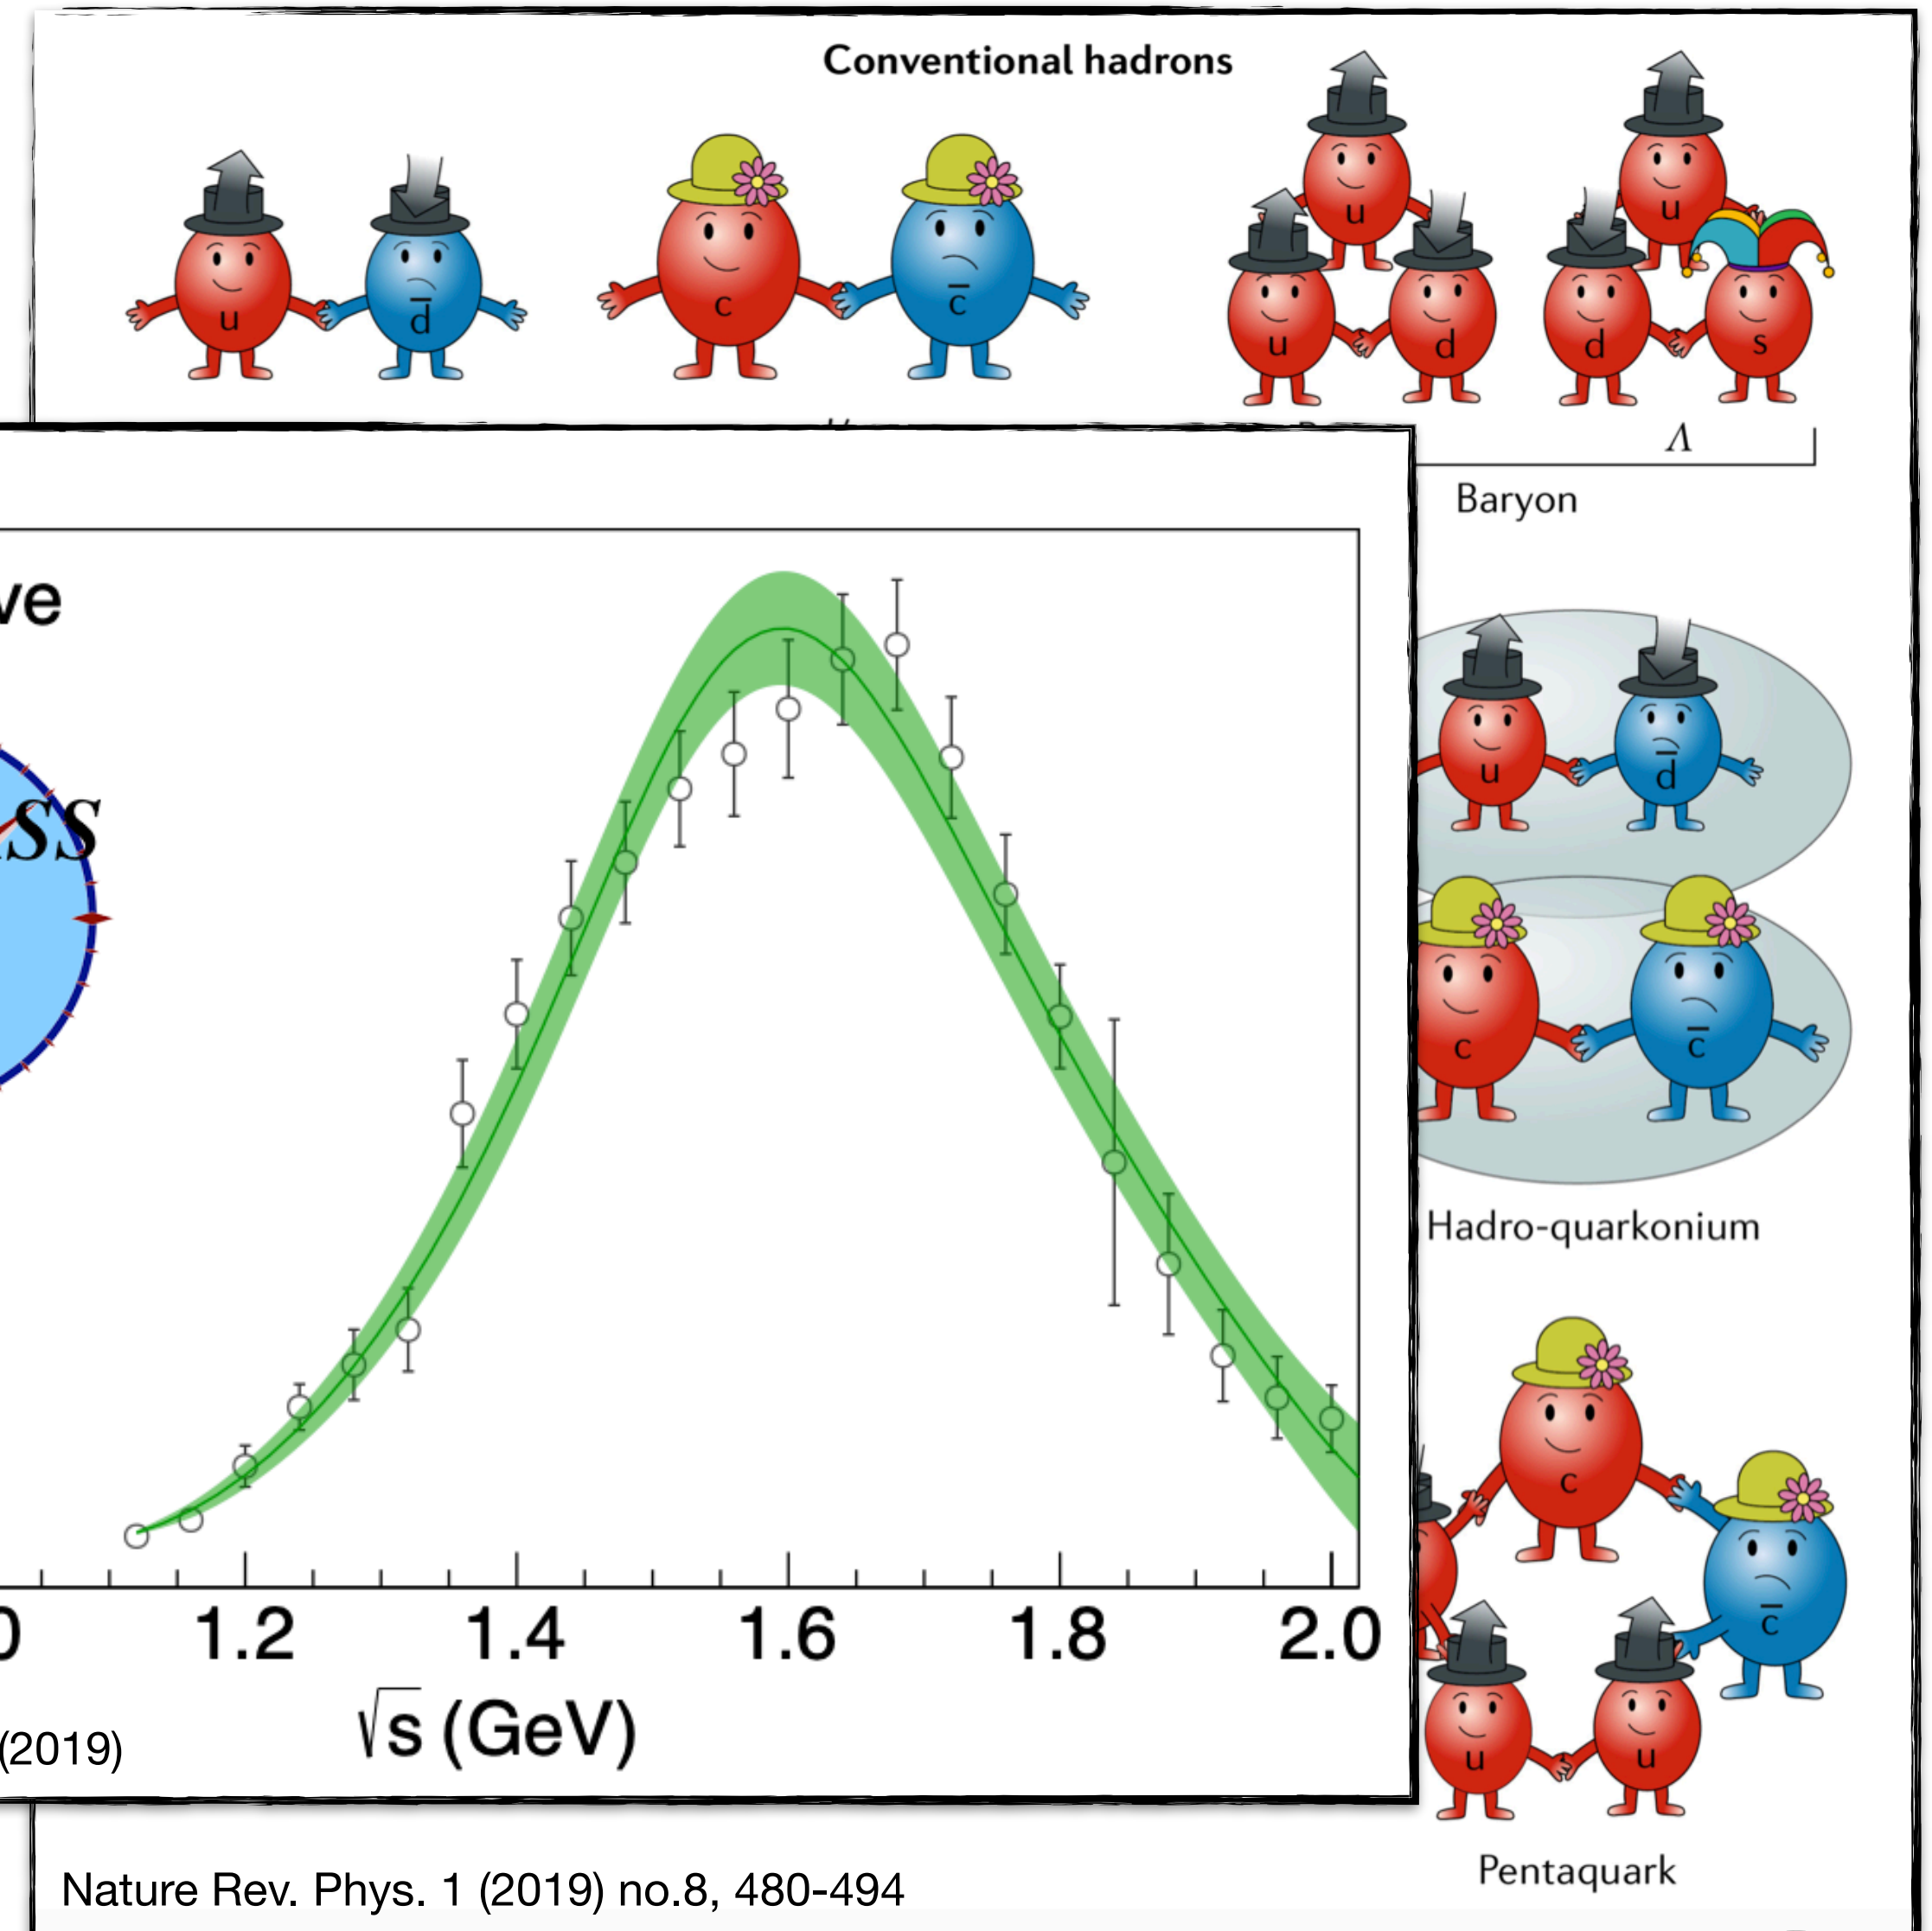 Conventional hadrons
u
u
u d̄
c c̄
u d
d s
Λ
Baryon
ve
u d̄
ss
c c̄
Hadro-quarkonium
c
c̄
0 1.2 1.4 1.6 1.8 2.0
√s (GeV)
(2019)
u u
Pentaquark
Nature Rev. Phys. 1 (2019) no.8, 480-494